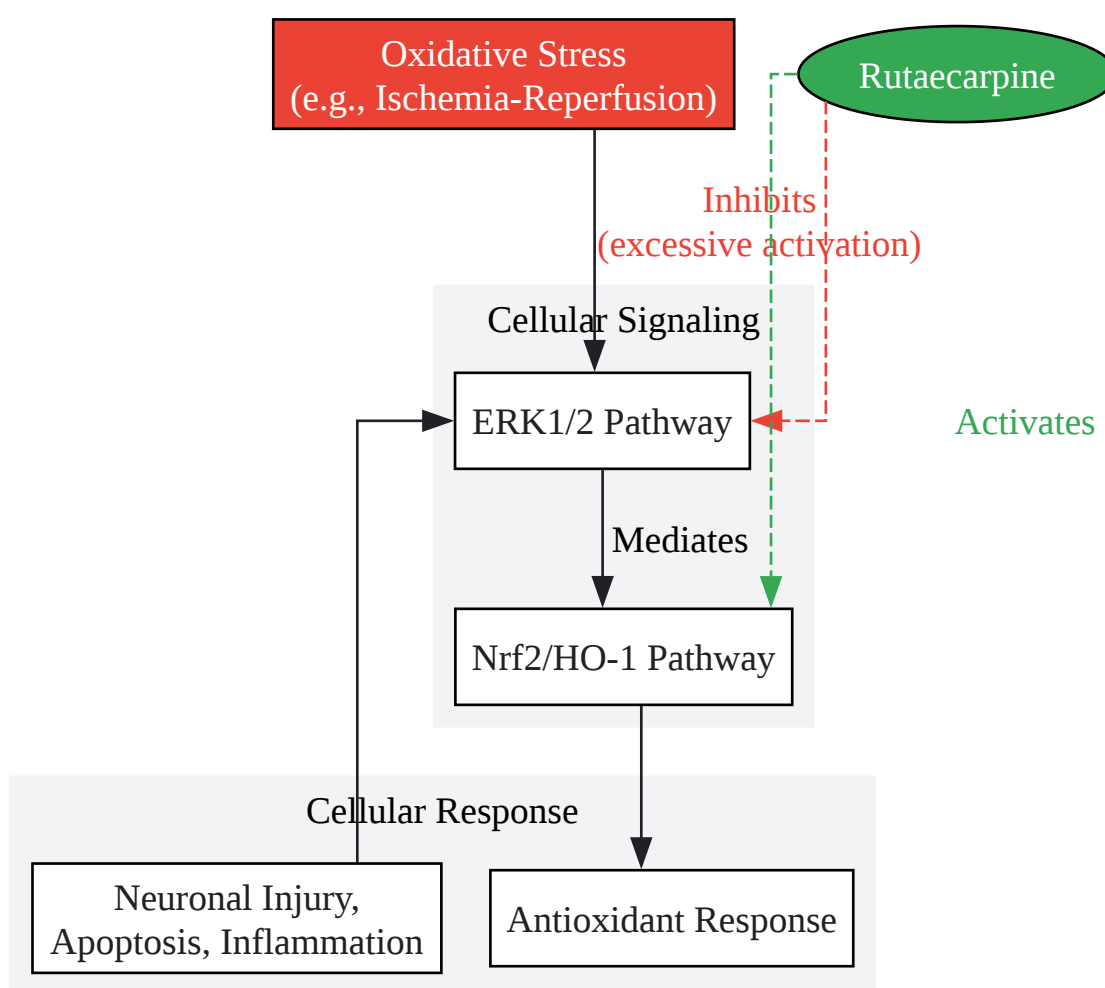 Oxidative Stress
(e.g., Ischemia-Reperfusion)
Rutaecarpine
Inhibits
(excessive activation)
Cellular Signaling
ERK1/2 Pathway
Activates
Mediates
Nrf2/HO-1 Pathway
Cellular Response
Neuronal Injury,
Apoptosis, Inflammation
Antioxidant Response